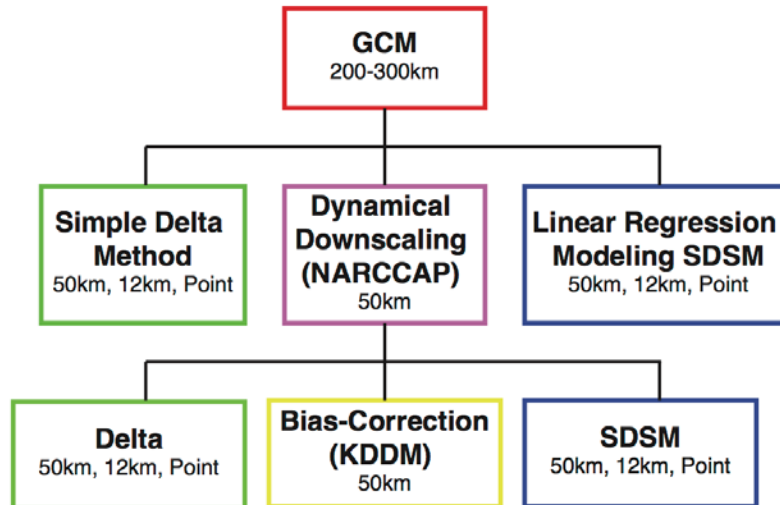 GCM
200-300km
Simple Delta
Method
50km, 12km, Point
Dynamical
Downscaling
(NARCCAP)
50km
Linear Regression
Modeling SDSM
50km, 12km, Point
Delta
50km, 12km, Point
Bias-Correction
(KDDM)
50km
SDSM
50km, 12km, Point